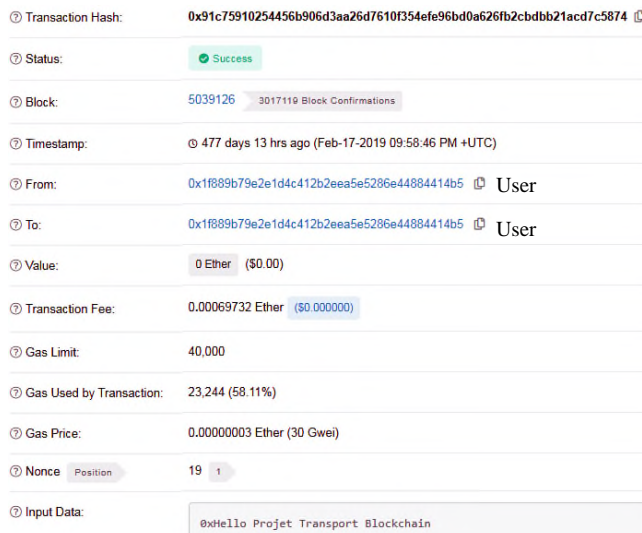 Transaction Hash: 0x91c75910254456b906d3aa26d7610f354efe96bd0a626fb2cbdbb21acd7c5874
Status: Success
Block: 5039126 3017119 Block Confirmations
Timestamp: 477 days 13 hrs ago (Feb-17-2019 09:58:46 PM +UTC)
From: 0x1f889b79e2e1d4c412b2eea5e5286e44884414b5 User
To: 0x1f889b79e2e1d4c412b2eea5e5286e44884414b5 User
Value: 0 Ether ($0.00)
Transaction Fee: 0.00069732 Ether ($0.000000)
Gas Limit: 40,000
Gas Used by Transaction: 23,244 (58.11%)
Gas Price: 0.00000003 Ether (30 Gwei)
Nonce Position 19 1
Input Data: 0xHello Projet Transport Blockchain